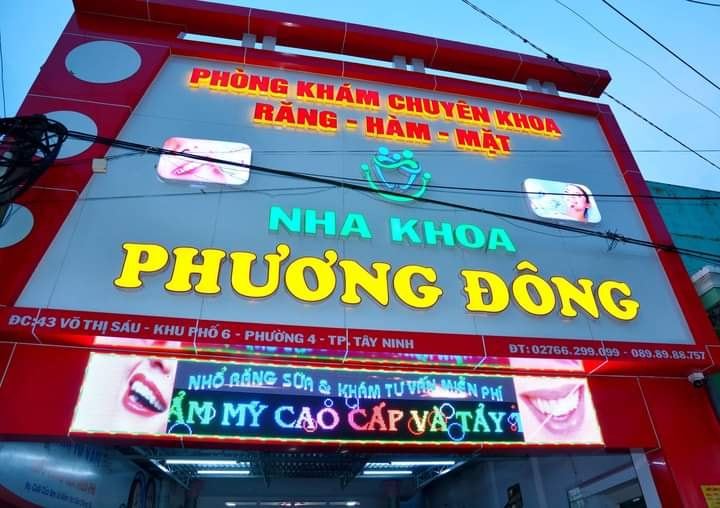 PHÒNG KHÁM CHUYÊN KHOA
RĂNG - HÀM - MẶT
NHA KHOA
PHƯƠNG ĐÔNG
ĐC:43 VÕ THỊ SÁU - KHU PHỐ 6 - PHƯỜNG 4 - TP. TÂY NINH
ĐT: 02766.299.099 - 089.89.88.757
NHỔ RĂNG SỮA & KHÁM TƯ VẤN MIỄN PHÍ
ẨM MỸ CAO CẤP VÀ TẨY